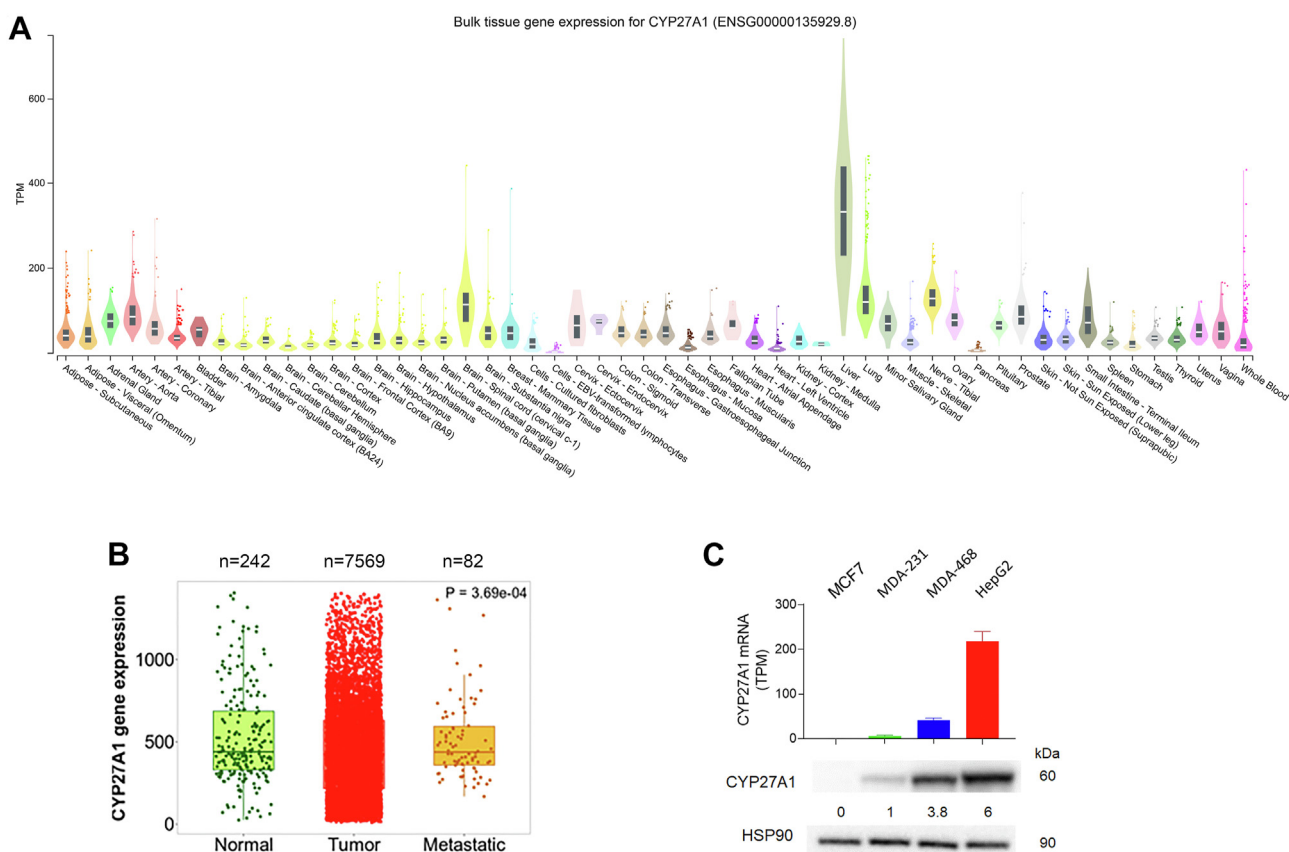 A
Bulk tissue gene expression for CYP27A1 (ENSG00000135929.8)
TPM
600
400
200
Adipose - Subcutaneous
Adipose - Visceral (Omentum)
Adrenal Gland
Artery - Aorta
Artery - Coronary
Artery - Tibial
Bladder
Brain - Amygdala
Brain - Anterior cingulate cortex (BA24)
Brain - Caudata (basal ganglia)
Brain - Cerebellar Hemisphere
Brain - Cerebellum
Brain - Cortex
Brain - Frontal Cortex (BA9)
Brain - Hippocampus
Brain - Hypothalemus
Brain - Nucleus accumbens (basal ganglia)
Brain - Putamen (basal ganglia)
Brain - Spinal cord (cervical c-1)
Brain - Substantia nigra
Breast - Mammary Tissue
Cells - Cultured fibroblasts
Cells - EBV-transformed lymphocytes
Cervix - Ectocervix
Cervix - Endocervix
Colon - Sigmoid
Colon - Transverse
Esophagus - Gastroesophageal Junction
Esophagus - Mucosa
Esophagus - Muscularis
Fallopian Tube
Heart - Atrial Appendage
Heart - Left Ventricle
Kidney - Cortex
Kidney - Medulla
Liver
Lung
Minor Salivary Gland
Muscle - Skeletal
Nerve - Tibial
Ovary
Pancreas
Pituitary
Prostate
Skin - Not Sun Exposed (Suprapubic)
Skin - Sun Exposed (Lower leg)
Small Intestine - Terminal Ileum
Spleen
Stomach
Testis
Thyroid
Uterus
Vagina
Whole Blood
B
n=242 n=7569 n=82
P = 3.69e-04
CYP27A1 gene expression
1000
500
0
Normal Tumor Metastatic
C
MCF7 MDA-231 MDA-468 HepG2
CYP27A1 mRNA
(TPM)
300
200
100
0
kDa
CYP27A1 60
0 1 3.8 6
HSP90 90